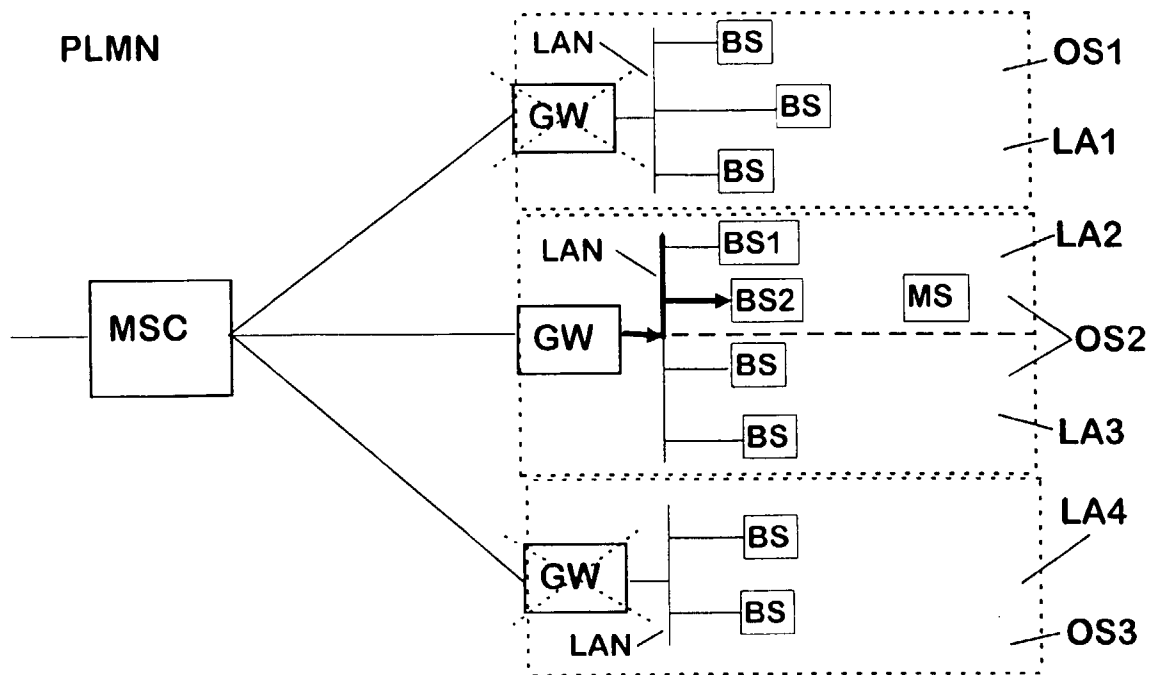 PLMN
LAN
BS
OS1
GW
BS
LA1
BS
LAN
BS1
LA2
MSC
GW
BS2
MS
OS2
BS
LA3
BS
LA4
GW
BS
BS
LAN
OS3